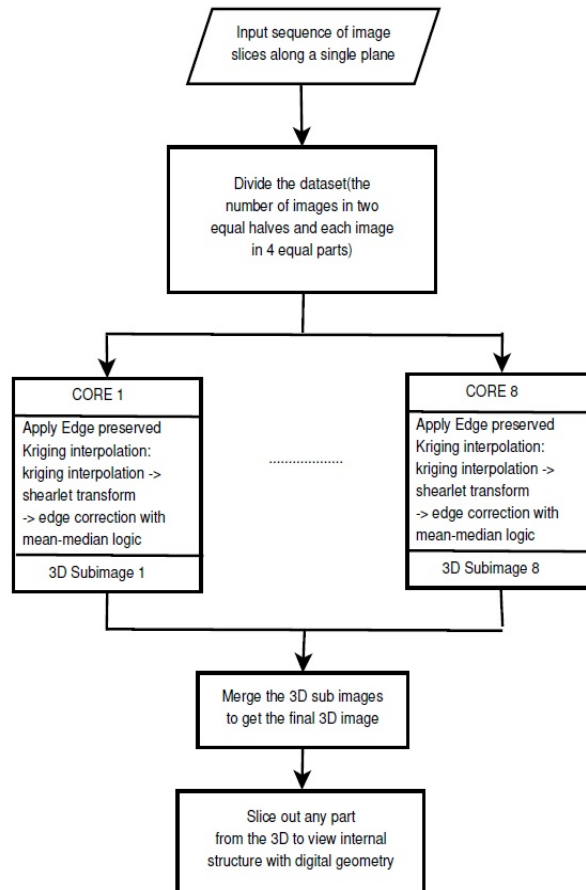 Input sequence of image
slices along a single plane
Divide the dataset(the
number of images in two
equal halves and each image
in 4 equal parts)
CORE 1
Apply Edge preserved
Kriging interpolation:
kriging interpolation ->
shearlet transform
-> edge correction with
mean-median logic
3D Subimage 1
....................
CORE 8
Apply Edge preserved
Kriging interpolation:
kriging interpolation ->
shearlet transform
-> edge correction with
mean-median logic
3D Subimage 8
Merge the 3D sub images
to get the final 3D image
Slice out any part
from the 3D to view internal
structure with digital geometry